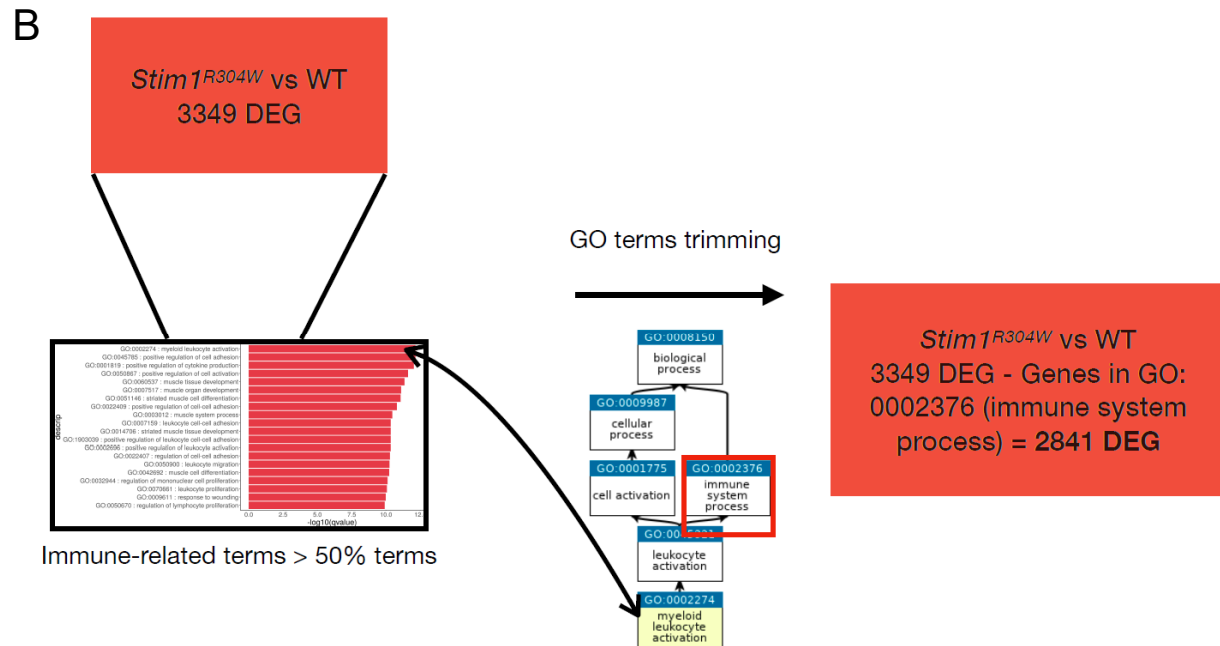 B
Stim1R304W vs WT
3349 DEG
GO terms trimming
GO:0002274 : myeloid leukocyte activation
GO:0045785 : positive regulation of cell adhesion
GO:0001819 : positive regulation of cytokine production
GO:0050867 : positive regulation of cell activation
GO:0060537 : muscle tissue development
GO:0007517 : muscle organ development
GO:0051146 : striated muscle cell differentiation
GO:0022409 : positive regulation of cell-cell adhesion
GO:0003012 : muscle system process
GO:0007159 : leukocyte cell-cell adhesion
GO:0014706 : striated muscle tissue development
GO:1903039 : positive regulation of leukocyte cell-cell adhesion
GO:0002696 : positive regulation of leukocyte activation
GO:0022407 : regulation of cell-cell adhesion
GO:0050900 : leukocyte migration
GO:0042692 : muscle cell differentiation
GO:0032944 : regulation of mononuclear cell proliferation
GO:0070661 : leukocyte proliferation
GO:0009611 : response to wounding
GO:0050670 : regulation of lymphocyte proliferation
descrip
0.0 2.5 5.0 7.5 10.0 12.
-log10(qvalue)
Immune-related terms > 50% terms
GO:0008150
biological
process
GO:0009987
cellular
process
GO:0001775
cell activation
GO:0002376
immune
system
process
leukocyte
activation
GO:0002274
myeloid
leukocyte
activation
Stim1R304W vs WT
3349 DEG - Genes in GO:
0002376 (immune system
process) = 2841 DEG